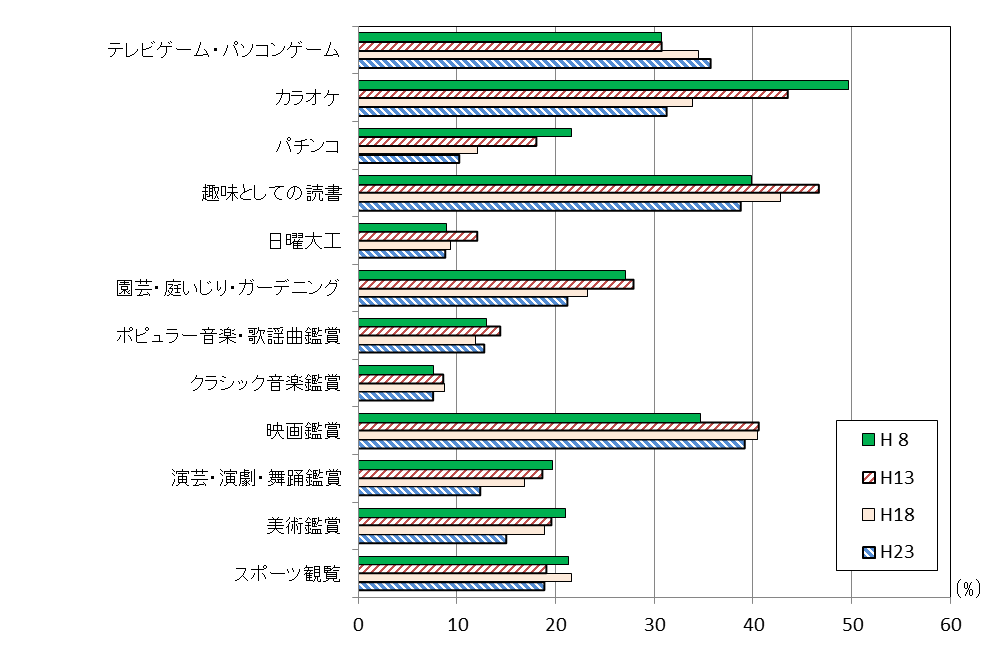 テレビゲーム・パソコンゲーム
カラオケ
パチンコ
趣味としての読書
日曜大工
園芸・庭いじり・ガーデニング
ポピュラー音楽・歌謡曲鑑賞
クラシック音楽鑑賞
映画鑑賞
演芸・演劇・舞踊鑑賞
美術鑑賞
スポーツ観覧
H 8
H13
H18
H23
(%)
0 10 20 30 40 50 60